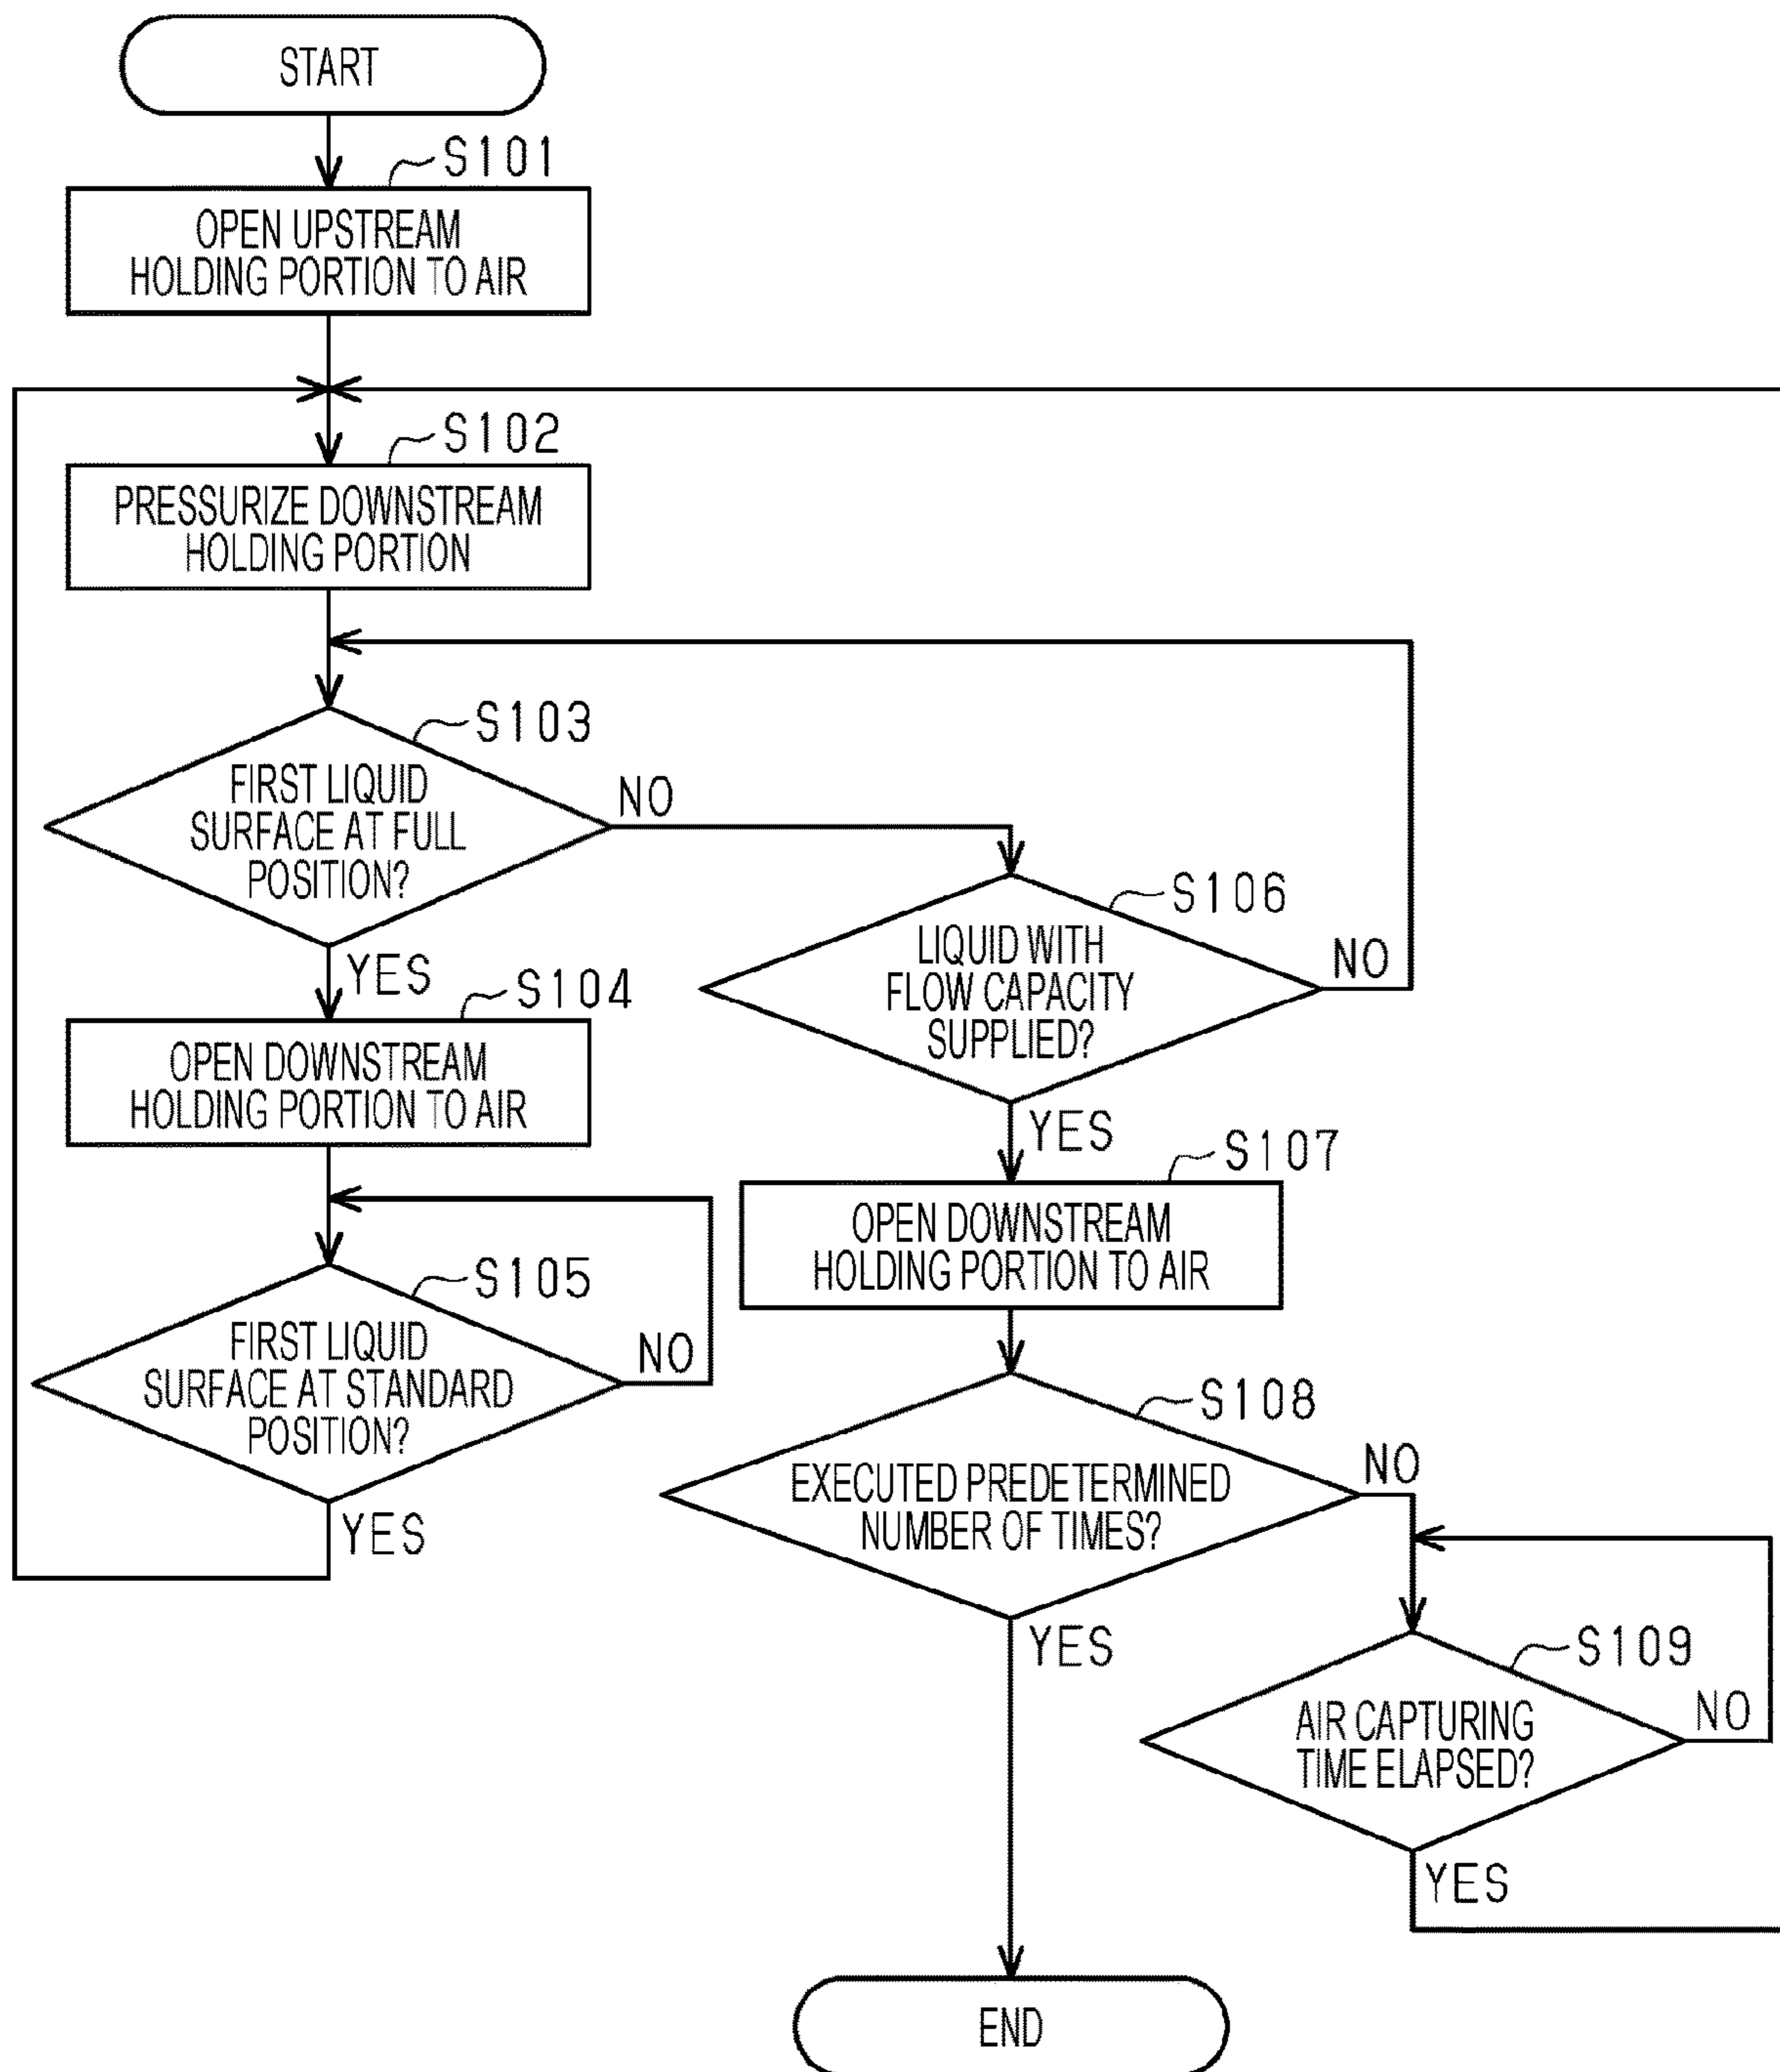 START
S101
OPEN UPSTREAM
HOLDING PORTION TO AIR
S102
PRESSURIZE DOWNSTREAM
HOLDING PORTION
S103
FIRST LIQUID
SURFACE AT FULL
POSITION?
NO
YES
S104
OPEN DOWNSTREAM
HOLDING PORTION TO AIR
S105
FIRST LIQUID
SURFACE AT STANDARD
POSITION?
NO
YES
S106
LIQUID WITH
FLOW CAPACITY
SUPPLIED?
NO
YES
S107
OPEN DOWNSTREAM
HOLDING PORTION TO AIR
S108
EXECUTED PREDETERMINED
NUMBER OF TIMES?
NO
YES
S109
AIR CAPTURING
TIME ELAPSED?
NO
YES
END